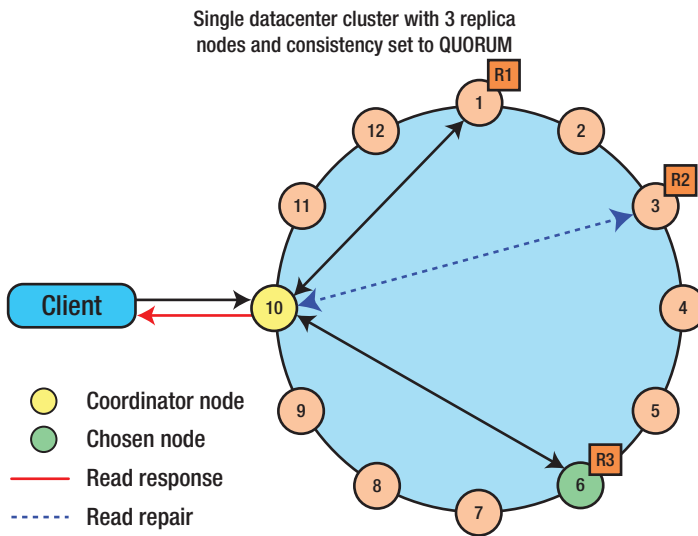 Single datacenter cluster with 3 replica
nodes and consistency set to QUORUM
R1
1
12
2
R2
11
3
Client
10
4
9
5
R3
8
6
7
Coordinator node
Chosen node
Read response
Read repair